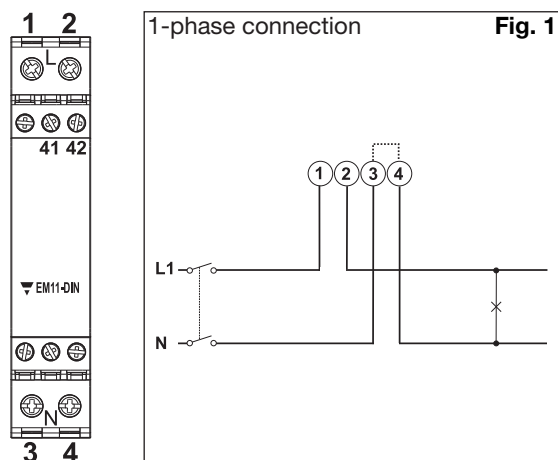 1 2
L
41 42
EM11-DIN
N
3 4
1-phase connection Fig. 1
1 2 3 4
L1
N